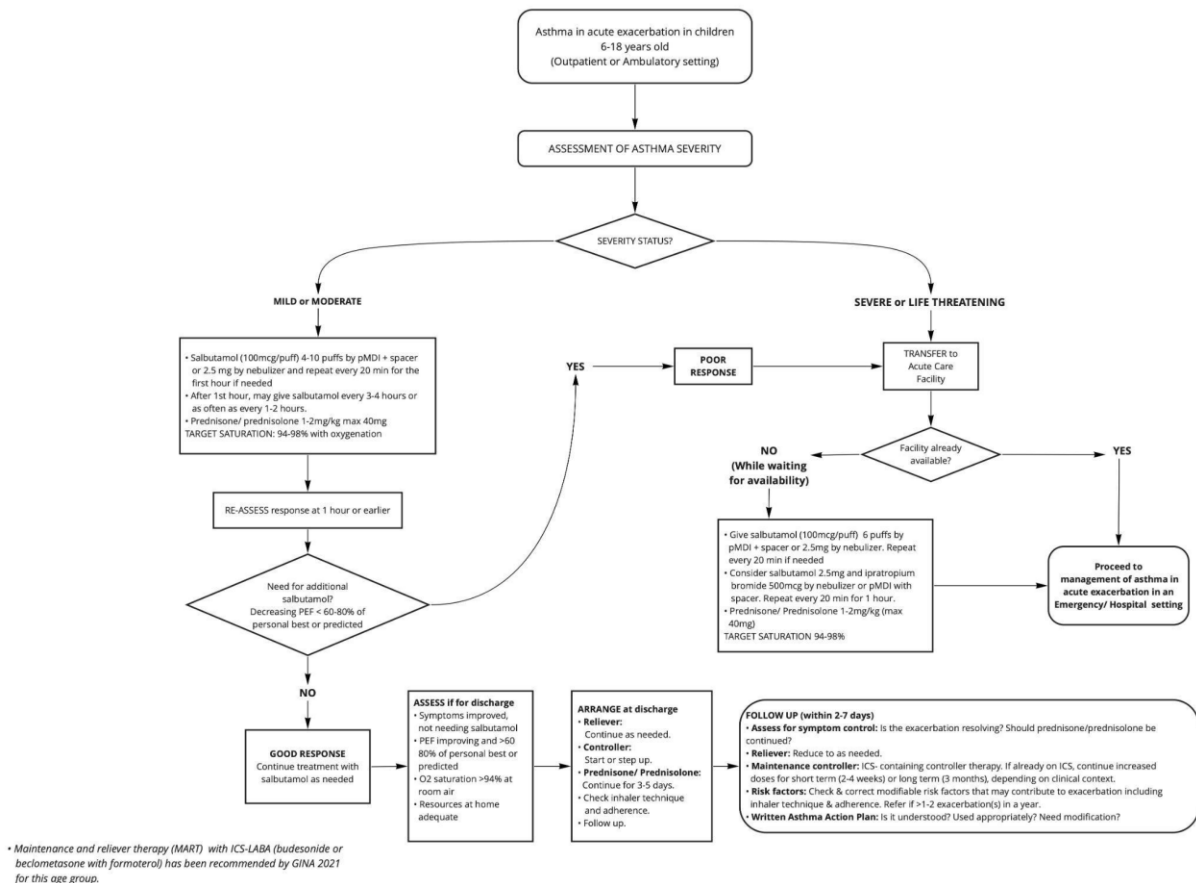 Asthma in acute exacerbation in children
6-18 years old
(Outpatient or Ambulatory setting)
ASSESSMENT OF ASTHMA SEVERITY
SEVERITY STATUS?
MILD or MODERATE
• Salbutamol (100mcg/puff) 4-10 puffs by pMDI + spacer
or 2.5 mg by nebulizer and repeat every 20 min for the
first hour if needed
• After 1st hour, may give salbutamol every 3-4 hours or
as often as every 1-2 hours.
• Prednisone/ prednisolone 1-2mg/kg max 40mg
TARGET SATURATION: 94-98% with oxygenation
RE-ASSESS response at 1 hour or earlier
Need for additional
salbutamol?
Decreasing PEF < 60-80% of
personal best or predicted
YES
POOR
RESPONSE
SEVERE or LIFE THREATENING
TRANSFER to
Acute Care
Facility
Facility already
available?
NO
(While waiting
for availability)
YES
• Give salbutamol (100mcg/puff) 6 puffs by
pMDI + spacer or 2.5mg by nebulizer. Repeat
every 20 min if needed
• Consider salbutamol 2.5mg and ipratropium
bromide 500mcg by nebulizer or pMDI with
spacer. Repeat every 20 min for 1 hour.
• Prednisone/ Prednisolone 1-2mg/kg (max
40mg)
TARGET SATURATION 94-98%
Proceed to
management of asthma in
acute exacerbation in an
Emergency/ Hospital setting
NO
GOOD RESPONSE
Continue treatment with
salbutamol as needed
ASSESS if for discharge
• Symptoms improved,
not needing salbutamol
• PEF improving and >60
80% of personal best or
predicted
• O2 saturation >94% at
room air
• Resources at home
adequate
ARRANGE at discharge
• Reliever:
Continue as needed.
• Controller:
Start or step up.
• Prednisone/ Prednisolone:
Continue for 3-5 days.
• Check inhaler technique
and adherence.
• Follow up.
FOLLOW UP (within 2-7 days)
• Assess for symptom control: Is the exacerbation resolving? Should prednisone/prednisolone be
continued?
• Reliever: Reduce to as needed.
• Maintenance controller: ICS- containing controller therapy. If already on ICS, continue increased
doses for short term (2-4 weeks) or long term (3 months), depending on clinical context.
• Risk factors: Check & correct modifiable risk factors that may contribute to exacerbation including
inhaler technique & adherence. Refer if >1-2 exacerbation(s) in a year.
• Written Asthma Action Plan: Is it understood? Used appropriately? Need modification?
• Maintenance and reliever therapy (MART) with ICS-LABA (budesonide or
beclometasone with formoterol) has been recommended by GINA 2021
for this age group.